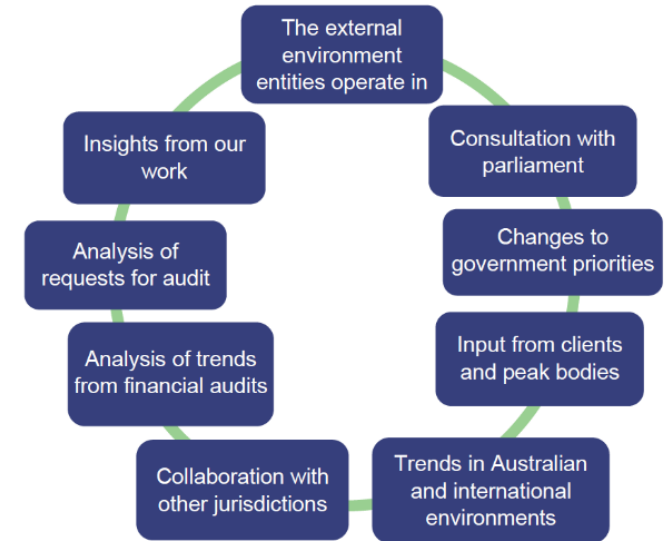 The external
environment
entities operate in
Consultation with
parliament
Changes to
government priorities
Input from clients
and peak bodies
Trends in Australian
and international
environments
Collaboration with
other jurisdictions
Analysis of trends
from financial audits
Analysis of
requests for audit
Insights from our
work